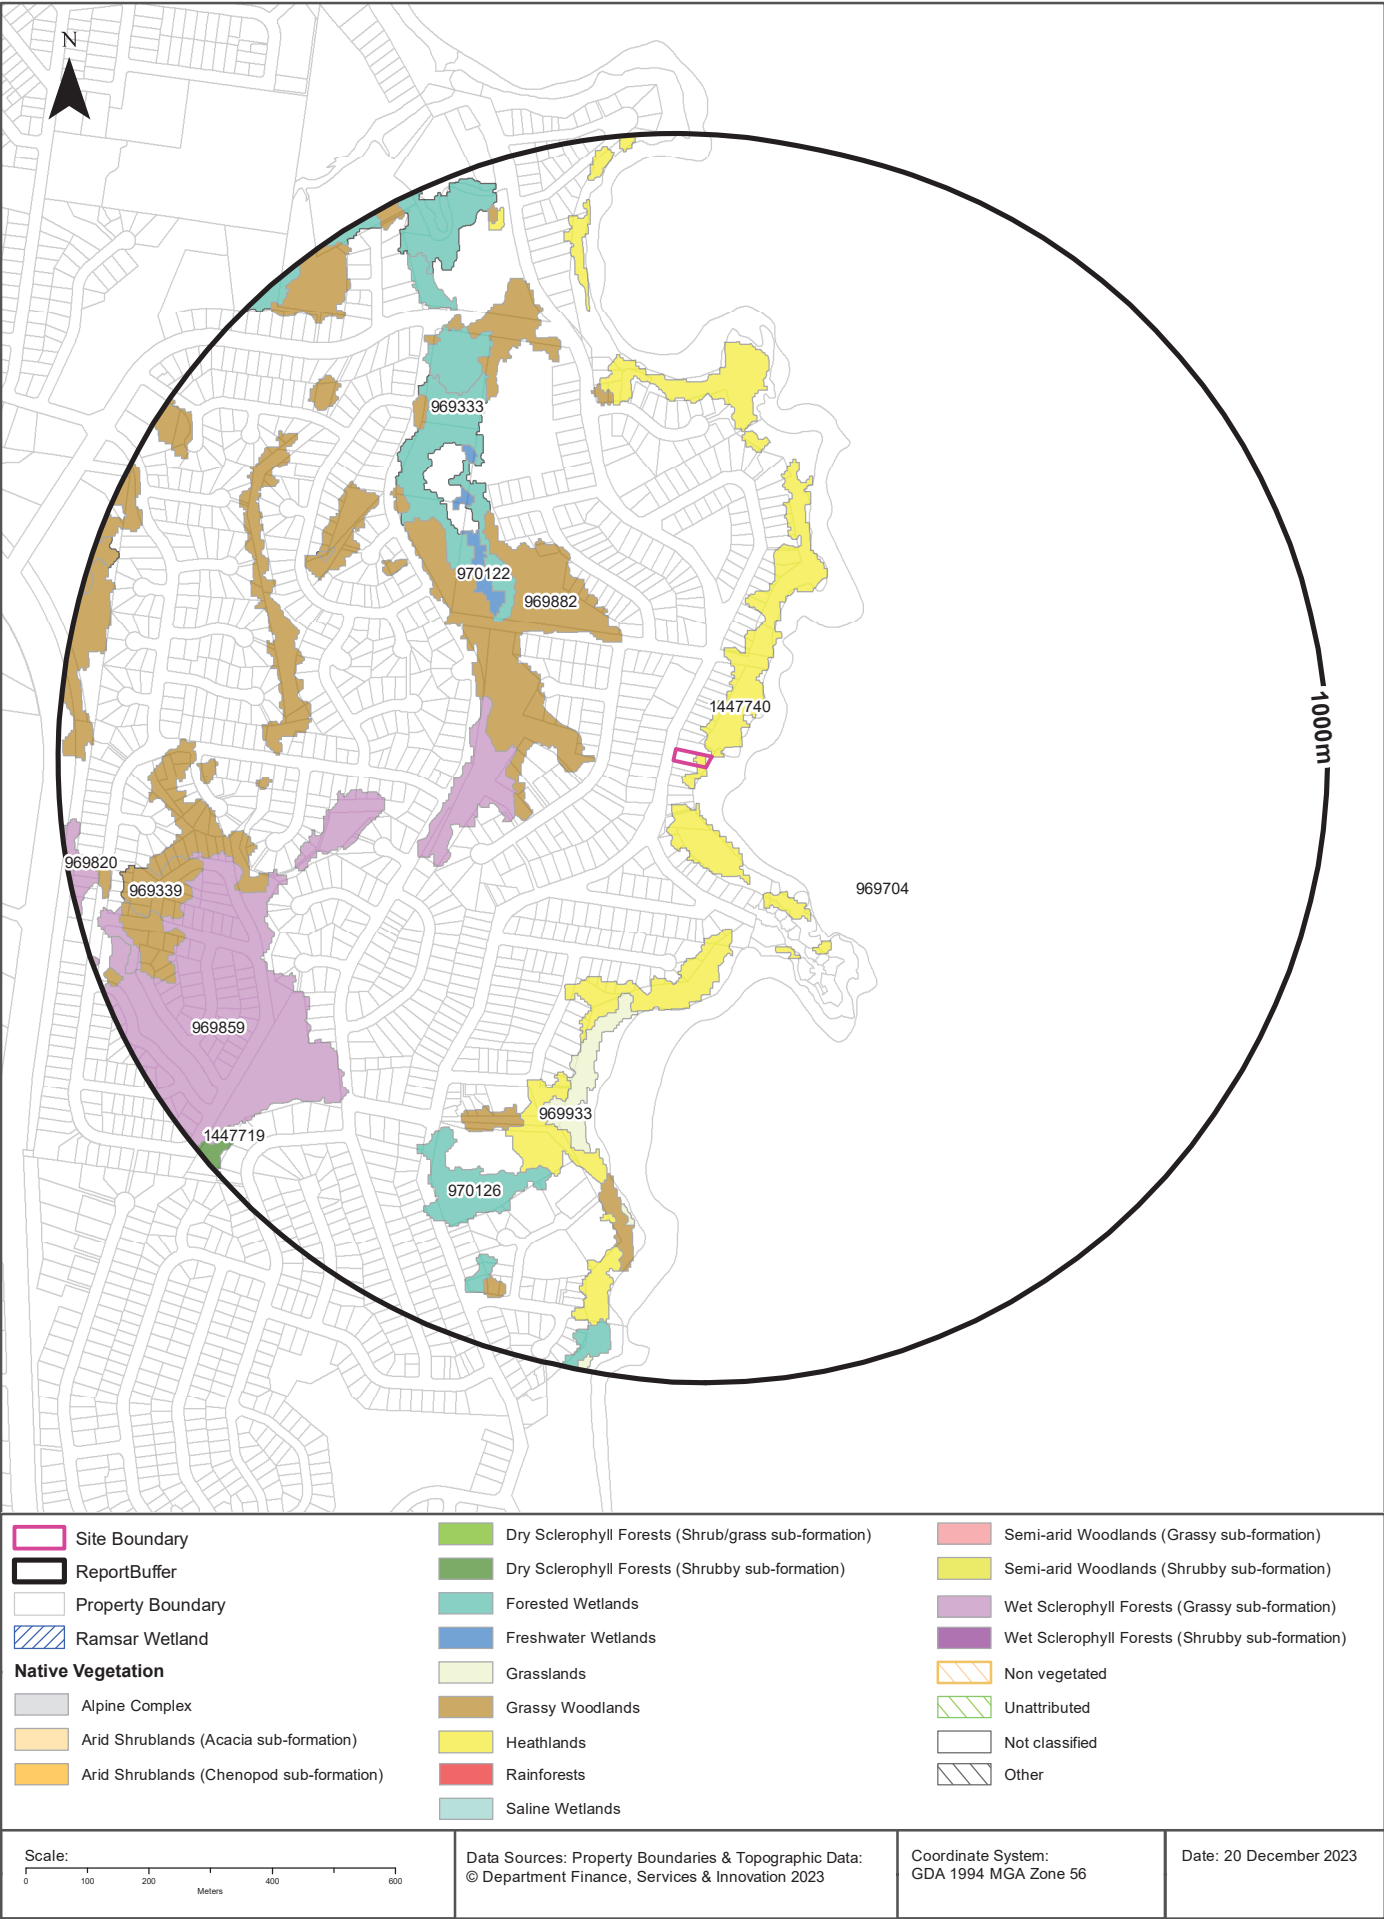 N
1000m
969333
970122
969882
1447740
969820
969339
969704
969859
969933
1447719
970126
Site Boundary
ReportBuffer
Property Boundary
Ramsar Wetland
Native Vegetation
Alpine Complex
Arid Shrublands (Acacia sub-formation)
Arid Shrublands (Chenopod sub-formation)
Dry Sclerophyll Forests (Shrub/grass sub-formation)
Dry Sclerophyll Forests (Shrubby sub-formation)
Forested Wetlands
Freshwater Wetlands
Grasslands
Grassy Woodlands
Heathlands
Rainforests
Saline Wetlands
Semi-arid Woodlands (Grassy sub-formation)
Semi-arid Woodlands (Shrubby sub-formation)
Wet Sclerophyll Forests (Grassy sub-formation)
Wet Sclerophyll Forests (Shrubby sub-formation)
Non vegetated
Unattributed
Not classified
Other
Scale:
0 100 200 400 600
Meters
Data Sources: Property Boundaries & Topographic Data:
© Department Finance, Services & Innovation 2023
Coordinate System:
GDA 1994 MGA Zone 56
Date: 20 December 2023